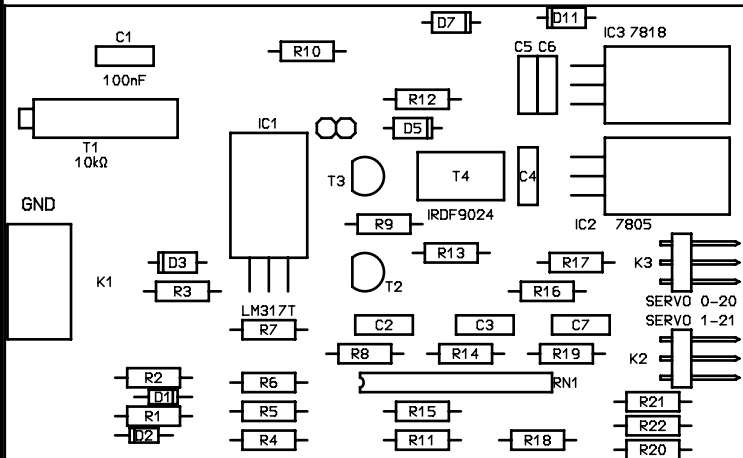 D7
D11
C1
IC3 7818
R10
C5 C6
100nF
R12
IC1
D5
T1
10kΩ
T3
T4
C4
GND
IRDF9024
R9
IC2 7805
R13
D3
R17
K3
K1
T2
R3
R16
LM317T
SERVO 0-20
SERVO 1-21
R7
C2
C3
C7
R8
R14
R19
K2
R2
R6
RN1
D1
R21
R1
R5
R15
R22
D2
R4
R11
R18
R20